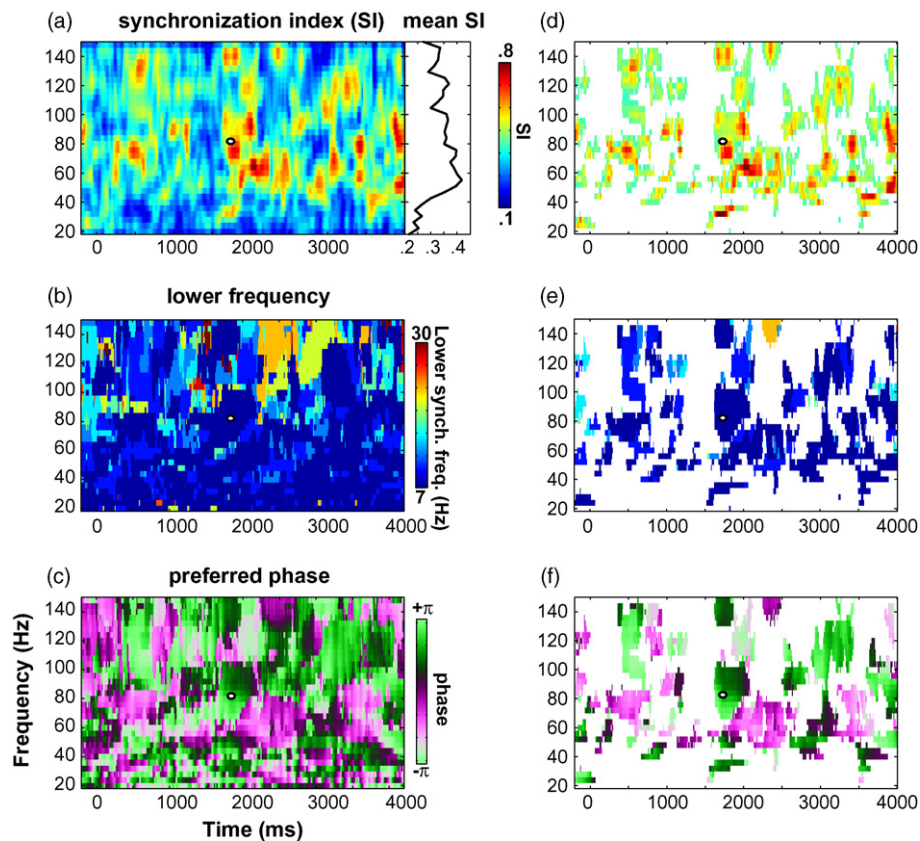 (a) synchronization index (SI) mean SI
140
120
100
80
60
40
20
0 1000 2000 3000 .2 .3 .4
.8
SI
.1
(d)
140
120
100
80
60
40
20
0 1000 2000 3000 4000
(b) lower frequency
140
120
100
80
60
40
20
0 1000 2000 3000 4000
30
Lower synch. freq. (Hz)
7
(e)
140
120
100
80
60
40
20
0 1000 2000 3000 4000
(c) preferred phase
Frequency (Hz)
140
120
100
80
60
40
20
0 1000 2000 3000 4000
Time (ms)
+π
phase
-π
(f)
140
120
100
80
60
40
20
0 1000 2000 3000 4000